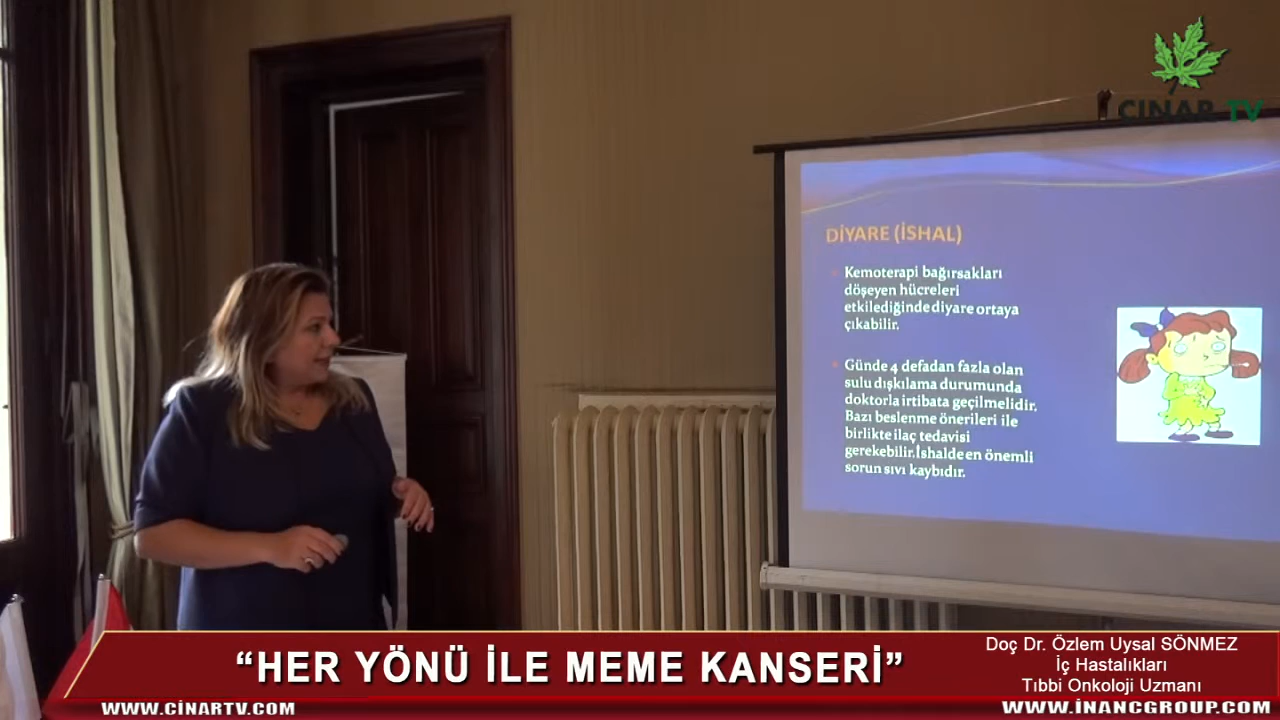 ÇINAR TV
DİYARE (İSHAL)
Kemoterapi bağırsakları
döşeyen hücreleri
etkilediğinde diyare ortaya
çıkabilir.
Günde 4 defadan fazla olan
sulu dışkılama durumunda
doktorla irtibata geçilmelidir.
Bazı beslenme önerileri ile
birlikte ilaç tedavisi
gerekebilir.İshalde en önemli
sorun sıvı kaybıdır.
“HER YÖNÜ İLE MEME KANSERİ”
Doç Dr. Özlem Uysal SÖNMEZ
İç Hastalıkları
Tıbbi Onkoloji Uzmanı
WWW.CİNARTV.COM
WWW.İNANCGROUP.COM